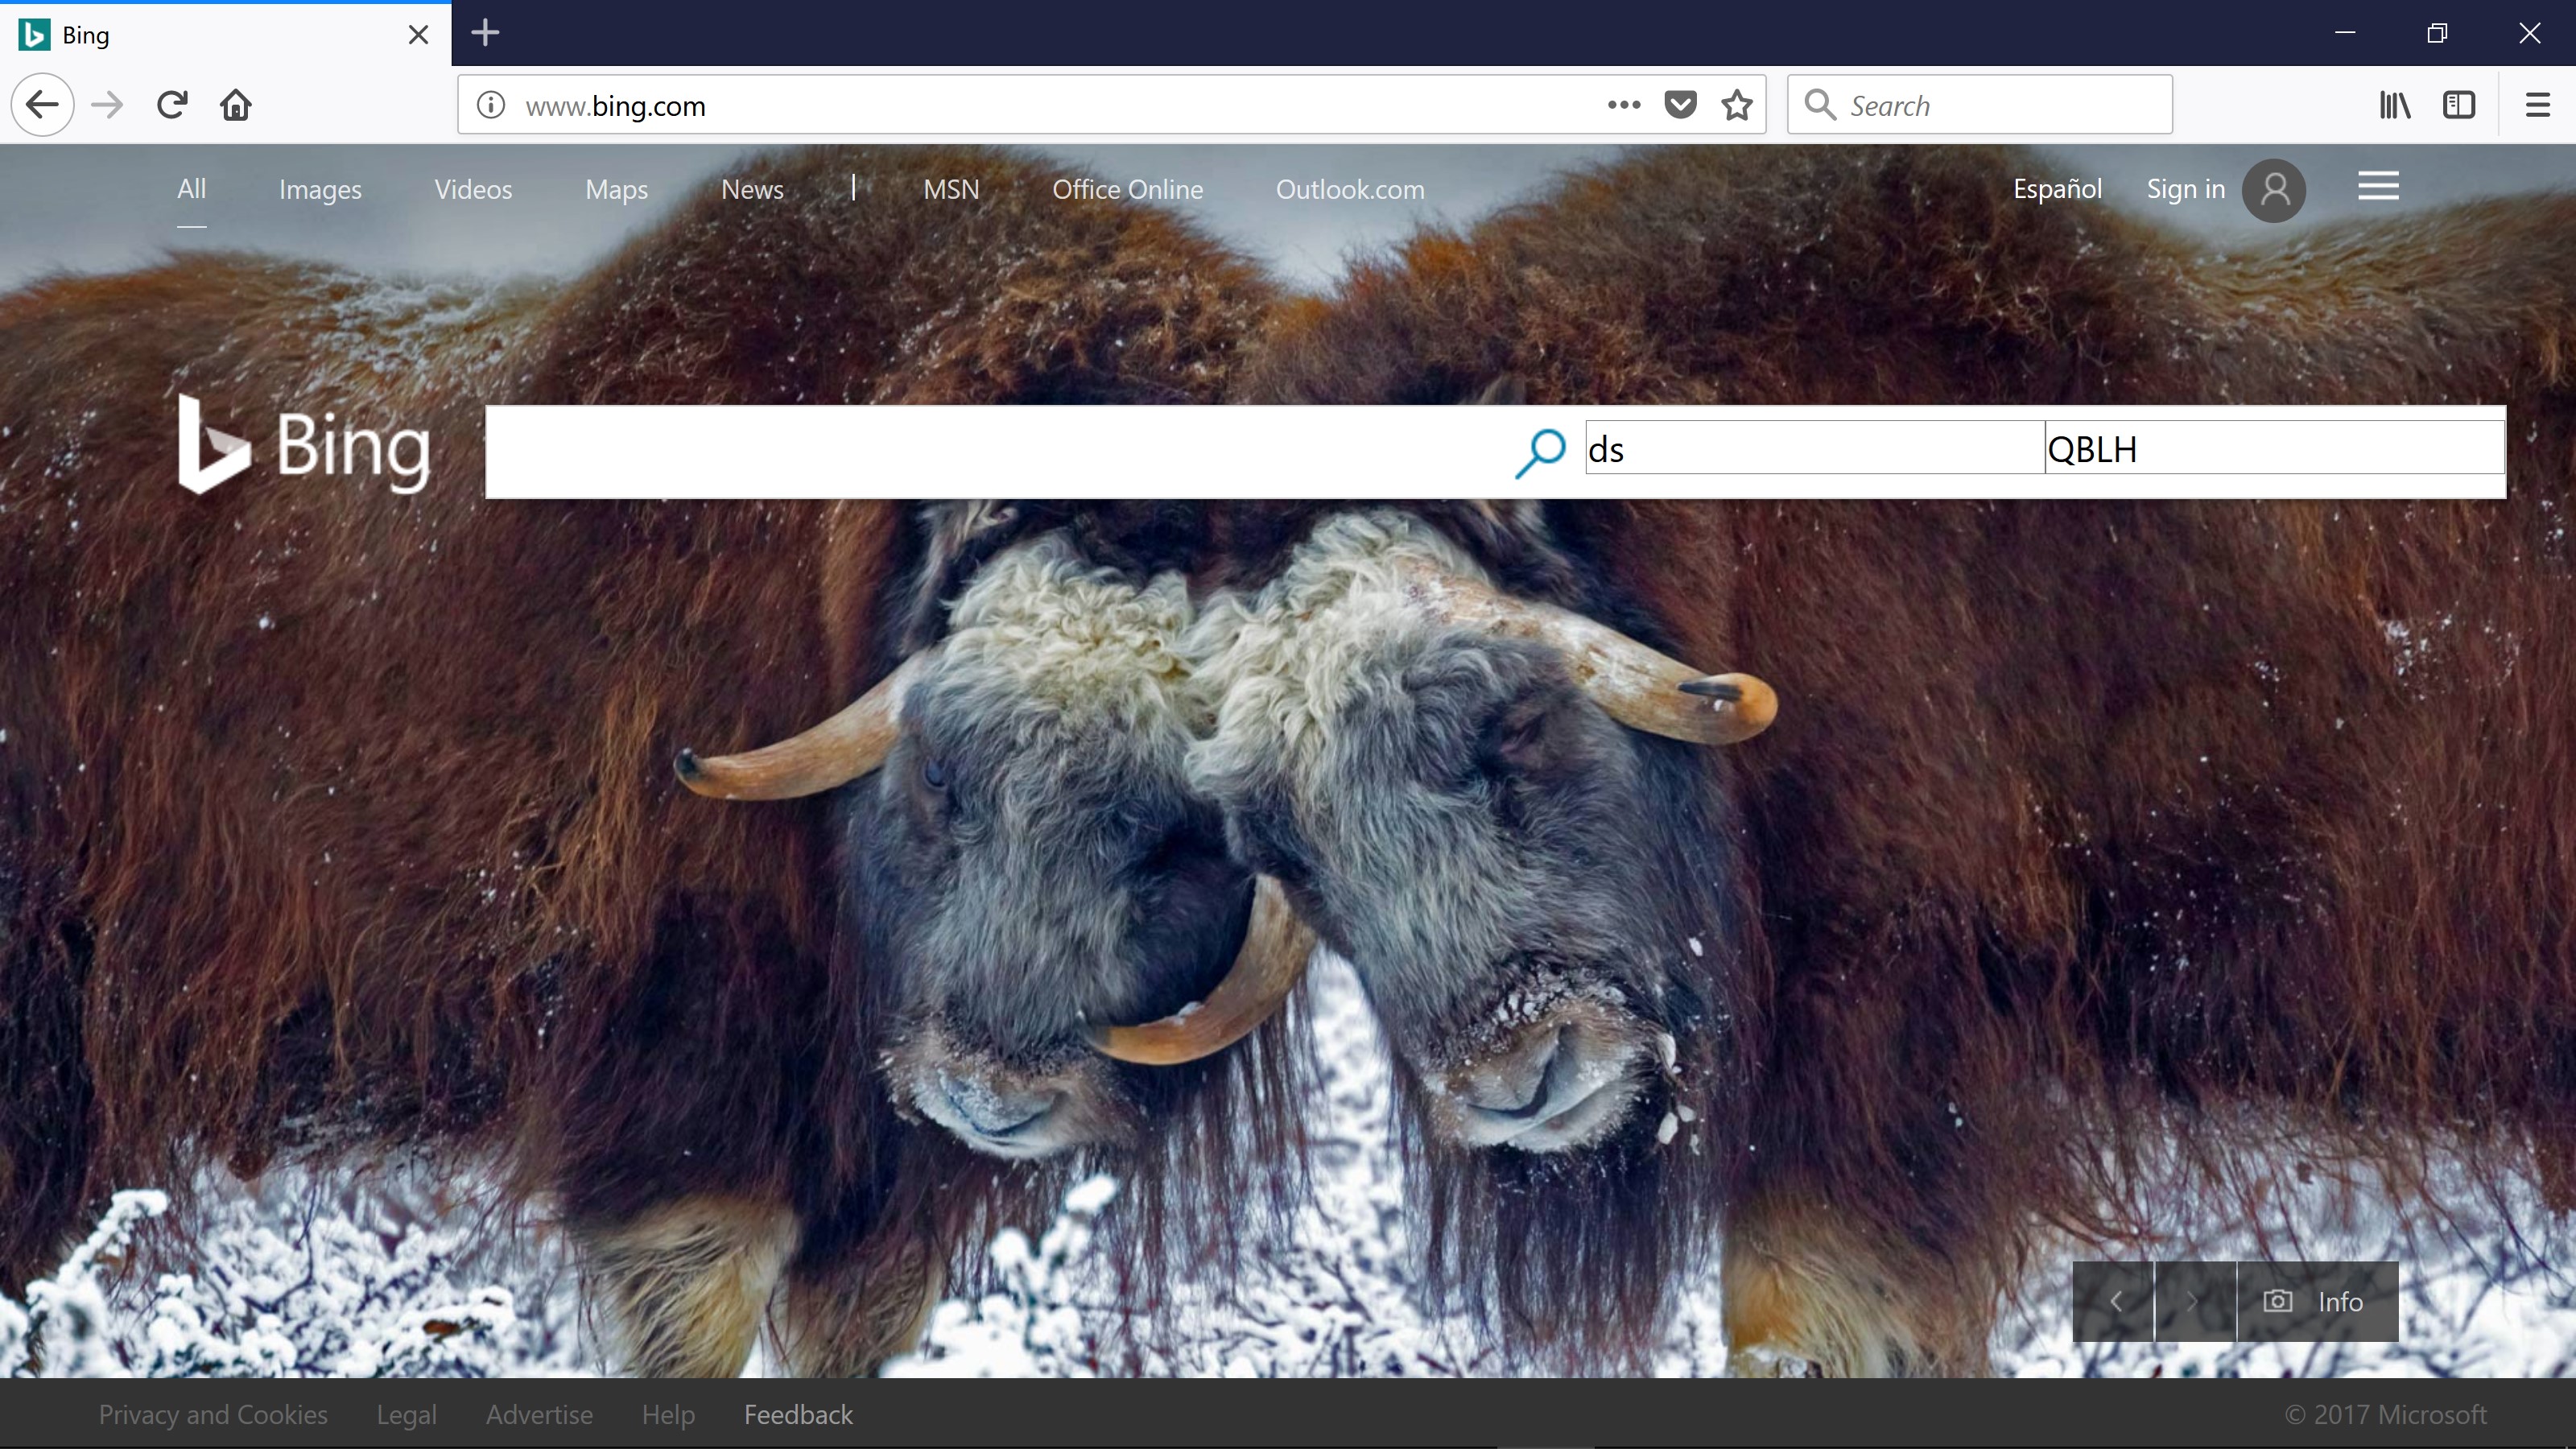 Bing
www.bing.com
Search
All Images Videos Maps News | MSN Office Online Outlook.com Español Sign in
Bing
ds QBLH
Info
Privacy and Cookies Legal Advertise Help Feedback © 2017 Microsoft